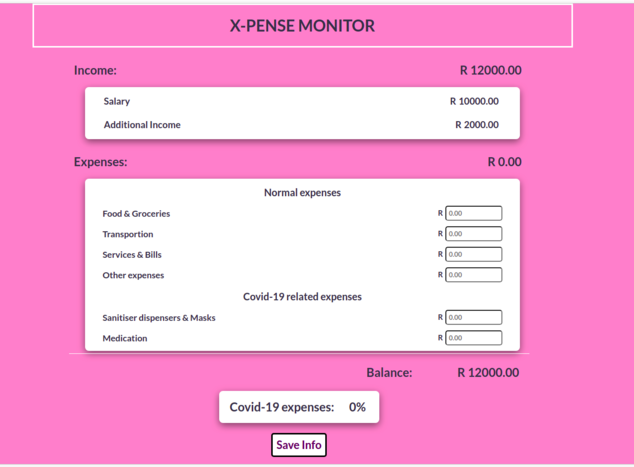 X-PENSE MONITOR
Income: R 12000.00
Salary R 10000.00
Additional Income R 2000.00
Expenses: R 0.00
Normal expenses
Food & Groceries R 0.00
Transportion R 0.00
Services & Bills R 0.00
Other expenses R 0.00
Covid-19 related expenses
Sanitiser dispensers & Masks R 0.00
Medication R 0.00
Balance: R 12000.00
Covid-19 expenses: 0%
Save Info